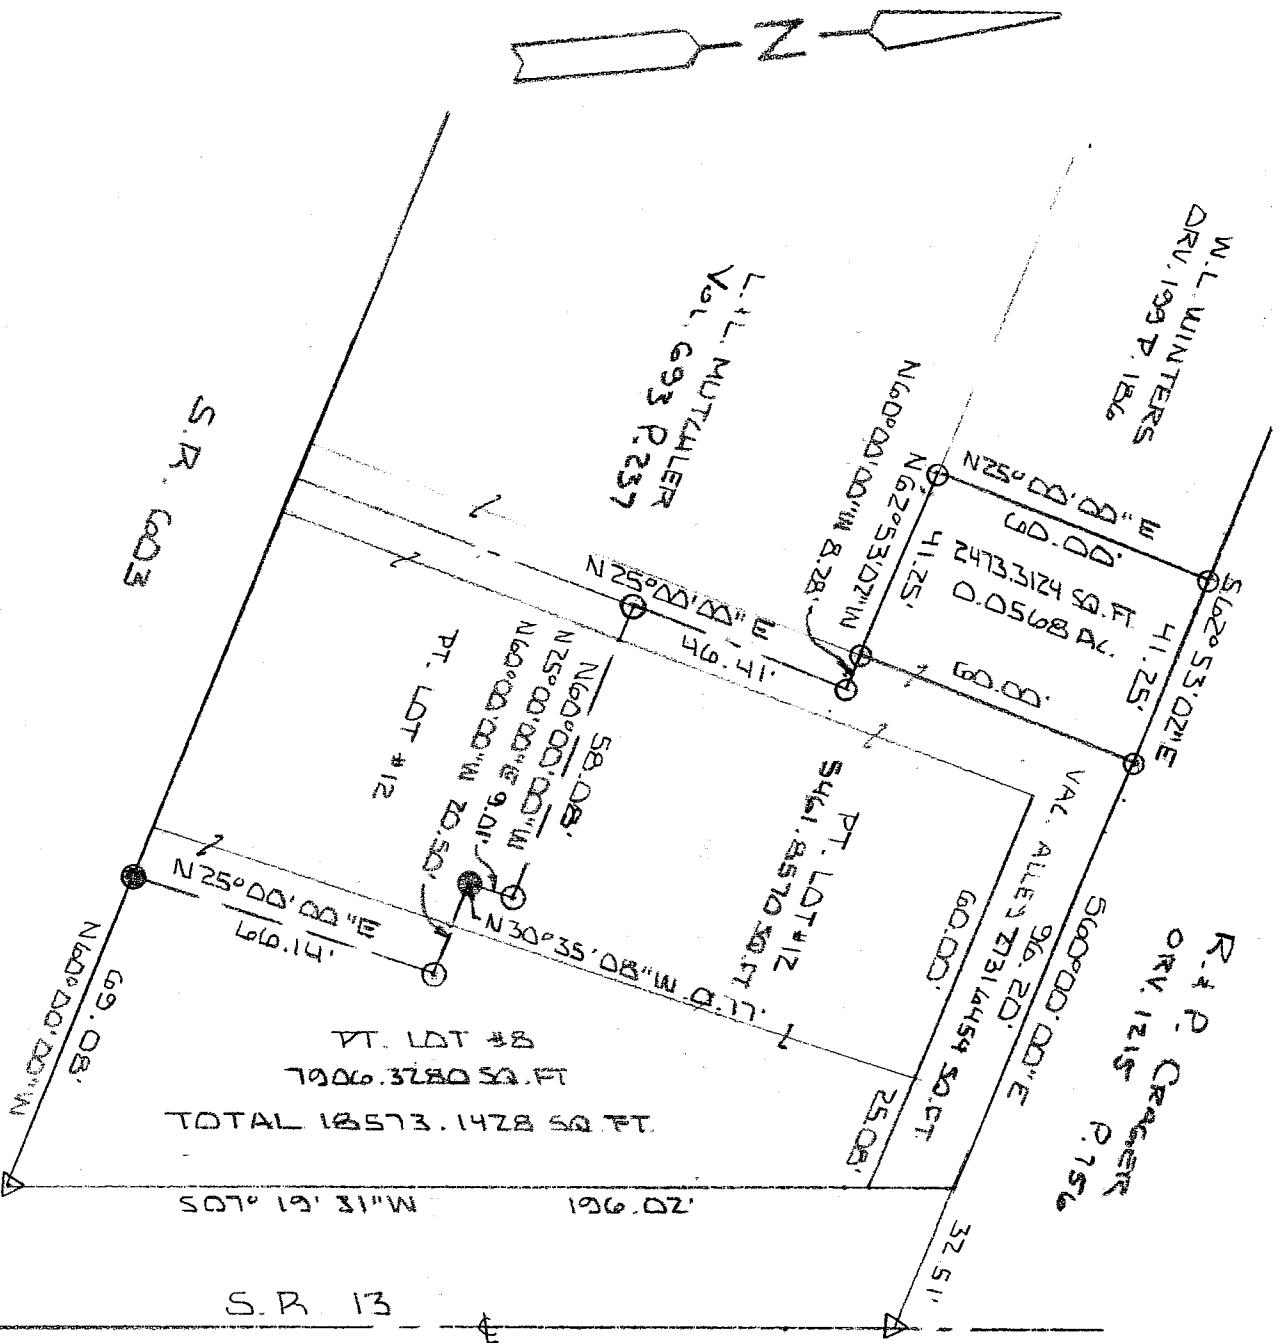 N
W. L. WINTERS
ORV. 199 P. 186
L. & L. MUTCHLER
VOL. 693 P. 237
S.R. 603
N60°00'00"W 8.28'
N62°53'02"W
41.25'
N25°00'00"E
60.00'
2473.3124 SQ.FT.
0.0568 AC.
S62°53'02"E
41.25'
60.00'
N25°00'00"E
46.41'
N60°00'00"W
58.08'
N25°00'00"E 9.01'
N60°00'00"W 20.50'
PT. LOT #12
PT. LOT #12
5461.8570 SQ.FT
VAC. ALLEY 2731.6454 SQ.FT.
S60°00'00"E
96.20'
60.00'
R. & P. CRAGER
ORV. 1215 P. 756
N25°00'00"E
66.14'
N30°35'08"W 0.77'
N60°00'00"W
69.08'
PT. LOT #8
7906.3280 SQ.FT
TOTAL 18573.1428 SQ.FT.
25.08'
S07°19'31"W 196.02'
32.51'
S.R. 13